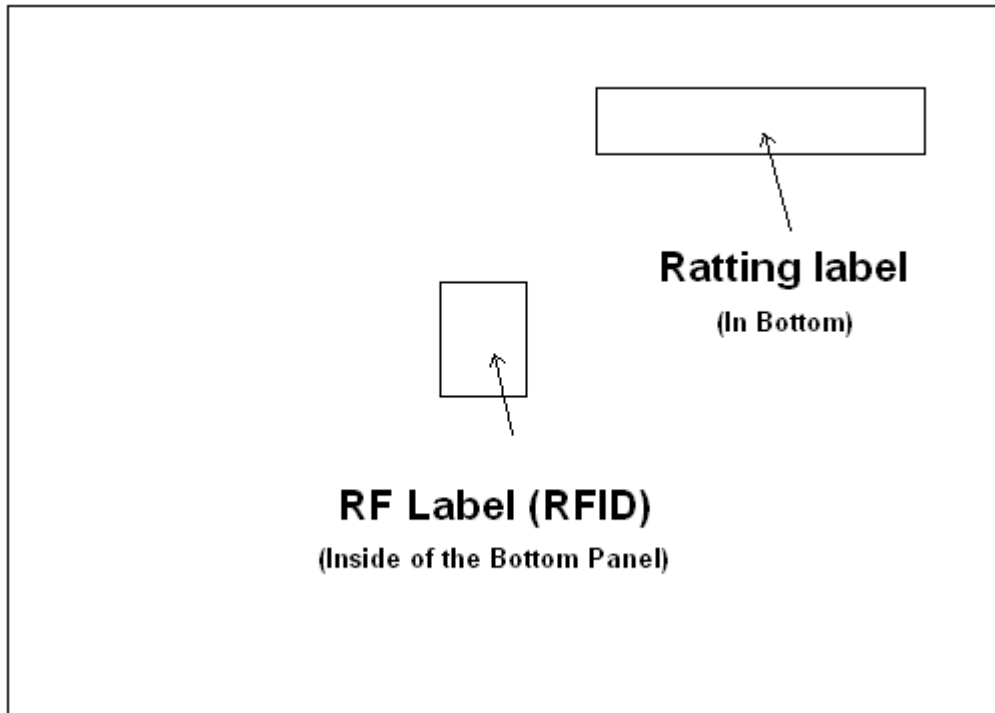 Ratting label
(In Bottom)
RF Label (RFID)
(Inside of the Bottom Panel)